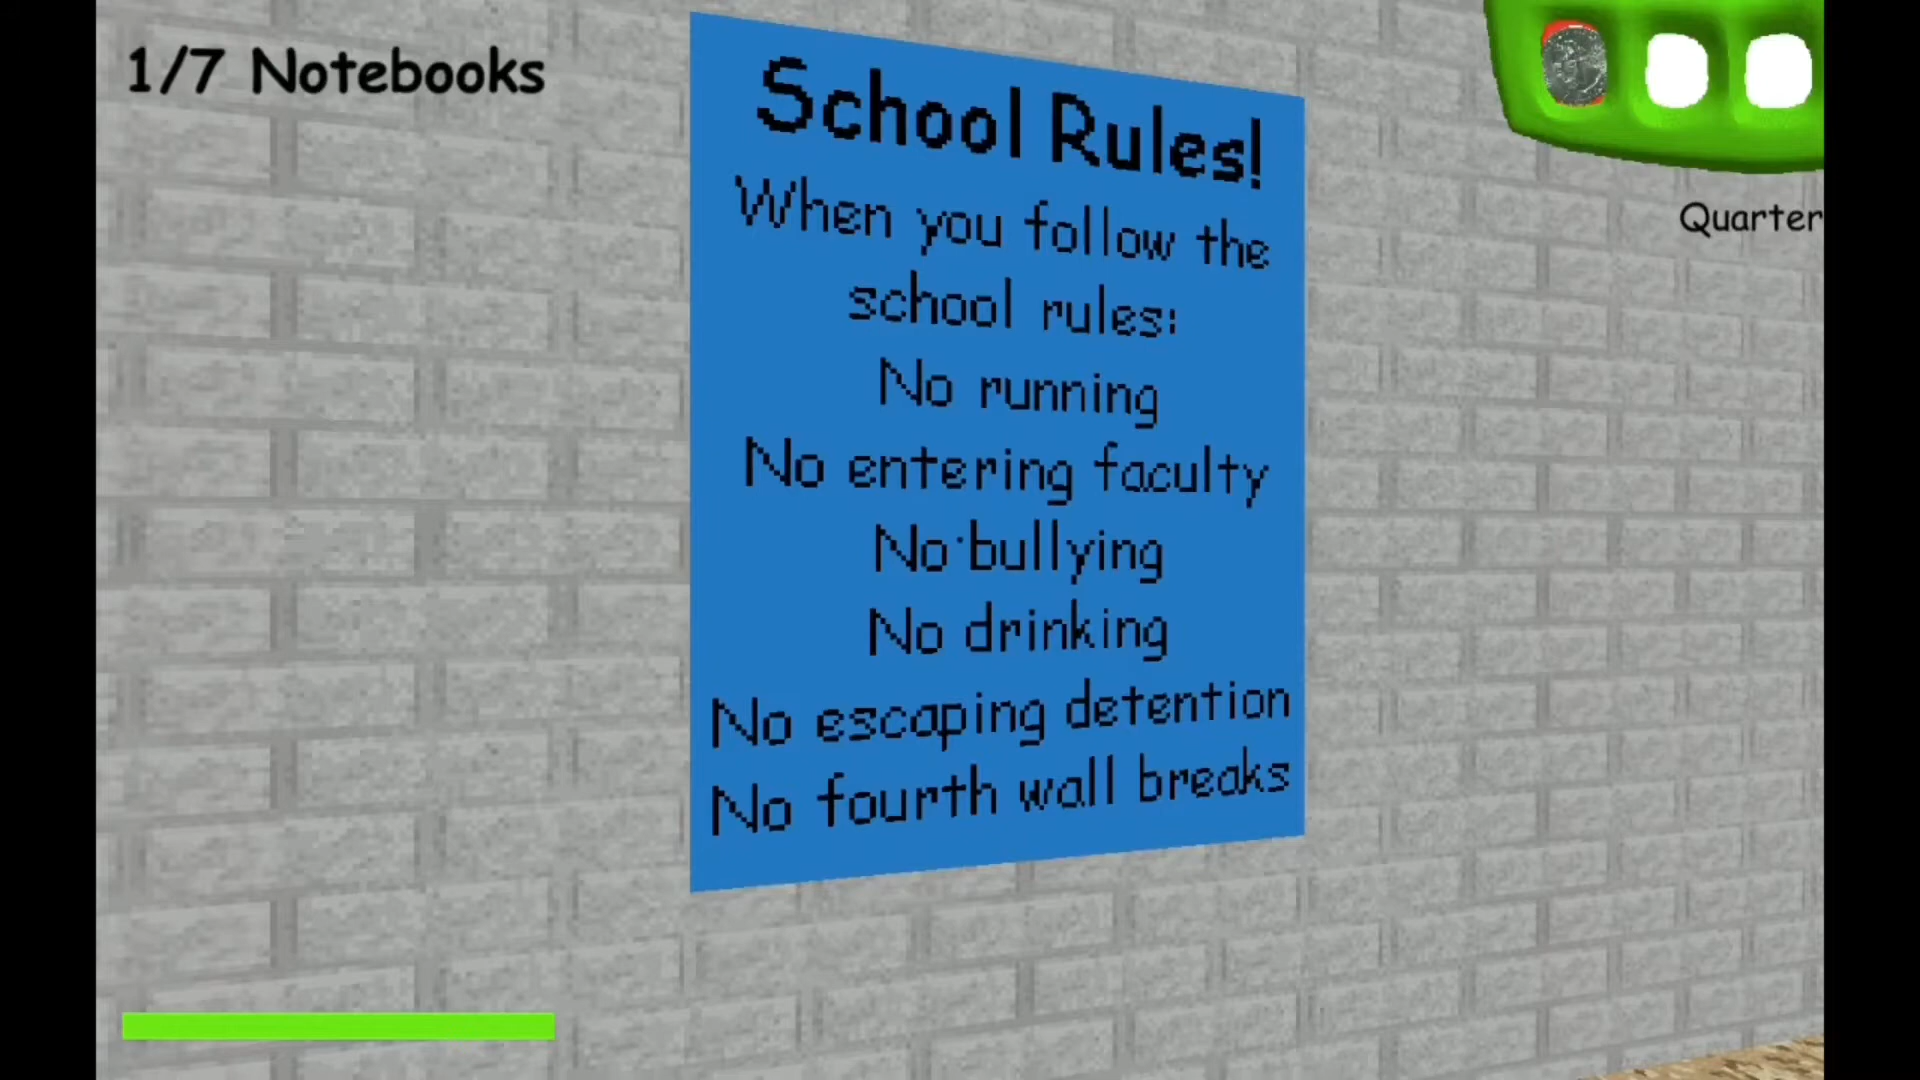 1/7 Notebooks
Quarter
School Rules!
When you follow the
school rules:
No running
No entering faculty
No bullying
No drinking
No escaping detention
No fourth wall breaks